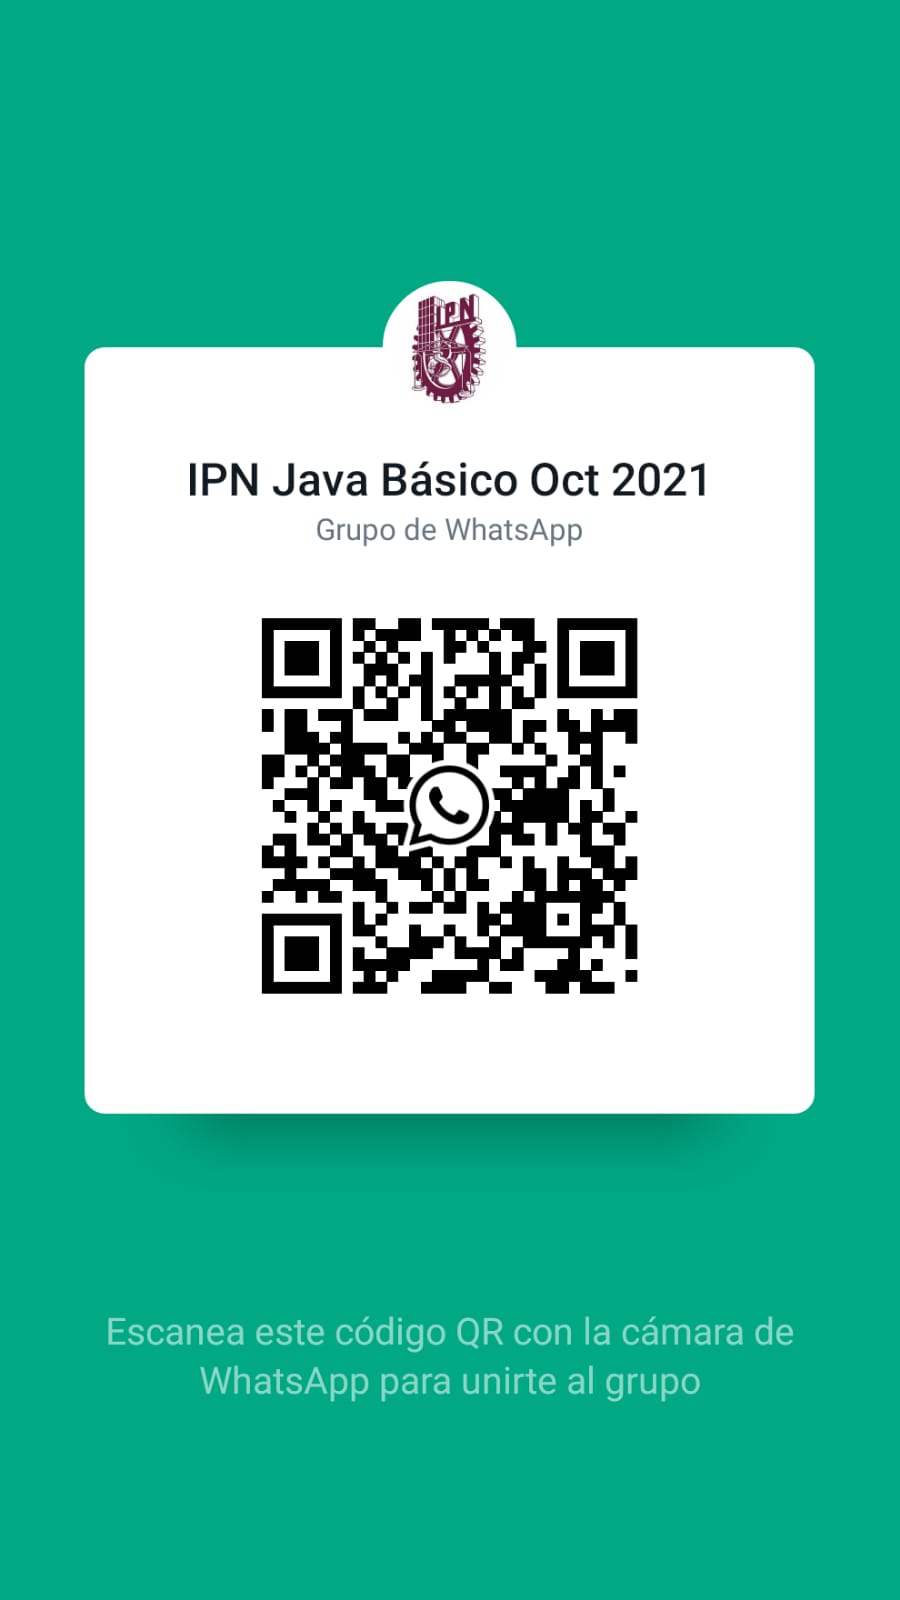 IPN
IPN Java Básico Oct 2021
Grupo de WhatsApp
Escanea este código QR con la cámara de
WhatsApp para unirte al grupo